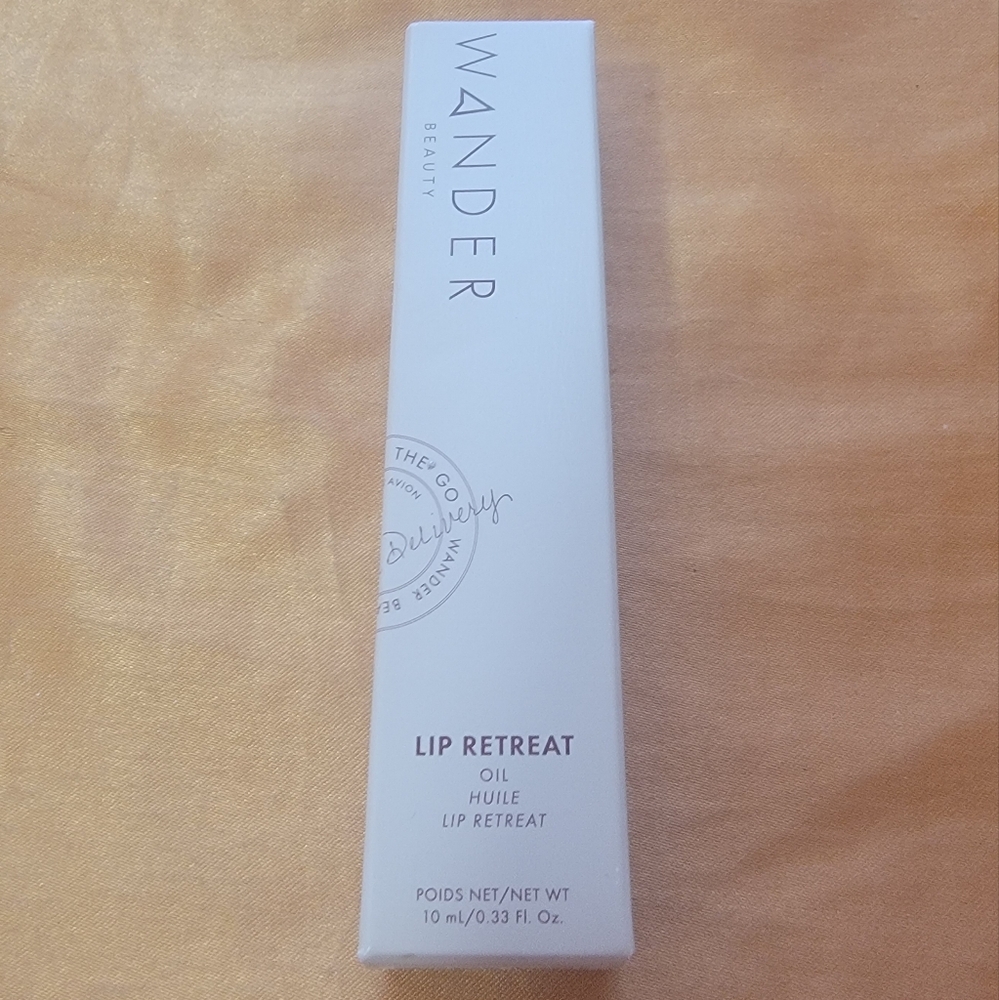 WANDER
BEAUTY
THE GO
AVION
Delivery
WANDER
LIP RETREAT
OIL
HUILE
LIP RETREAT
POIDS NET/NET WT
10 mL/0.33 Fl. Oz.